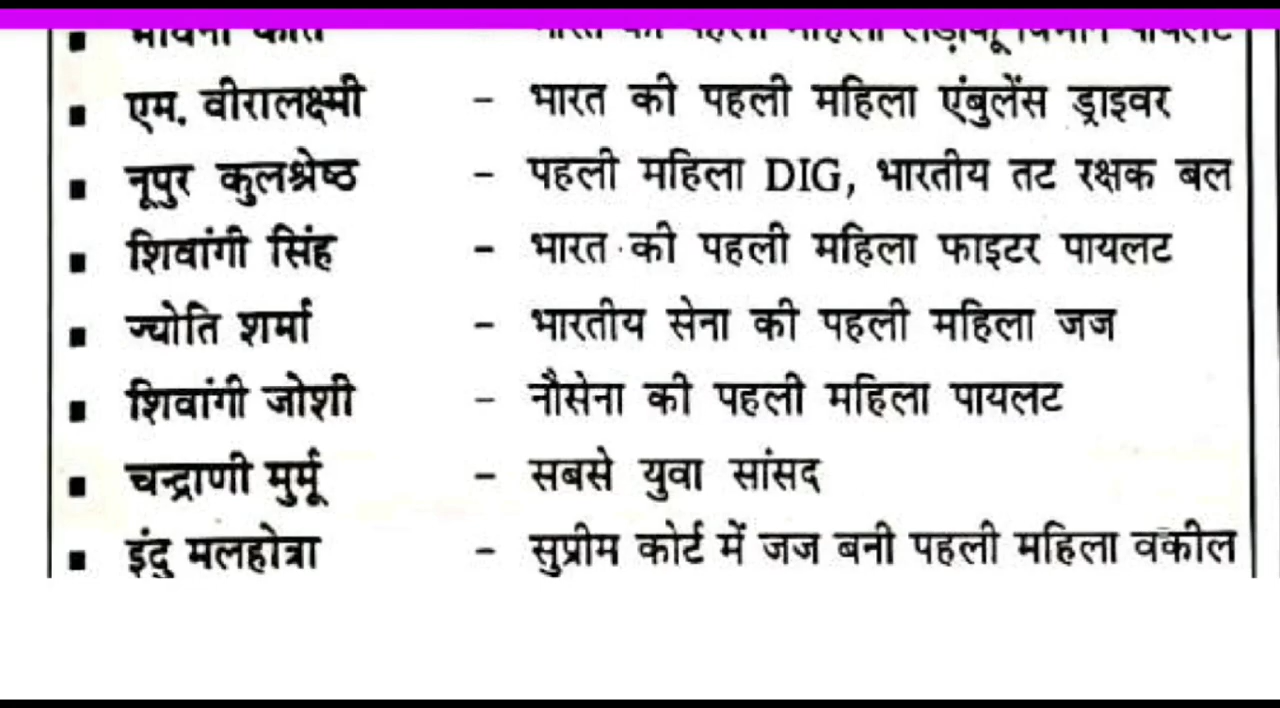 ▪ एम. वीरालक्ष्मी – भारत की पहली महिला एंबुलेंस ड्राइवर
▪ नूपुर कुलश्रेष्ठ – पहली महिला DIG, भारतीय तट रक्षक बल
▪ शिवांगी सिंह – भारत की पहली महिला फाइटर पायलट
▪ ज्योति शर्मा – भारतीय सेना की पहली महिला जज
▪ शिवांगी जोशी – नौसेना की पहली महिला पायलट
▪ चन्द्राणी मुर्मू – सबसे युवा सांसद
▪ इंदु मलहोत्रा – सुप्रीम कोर्ट में जज बनी पहली महिला वकील